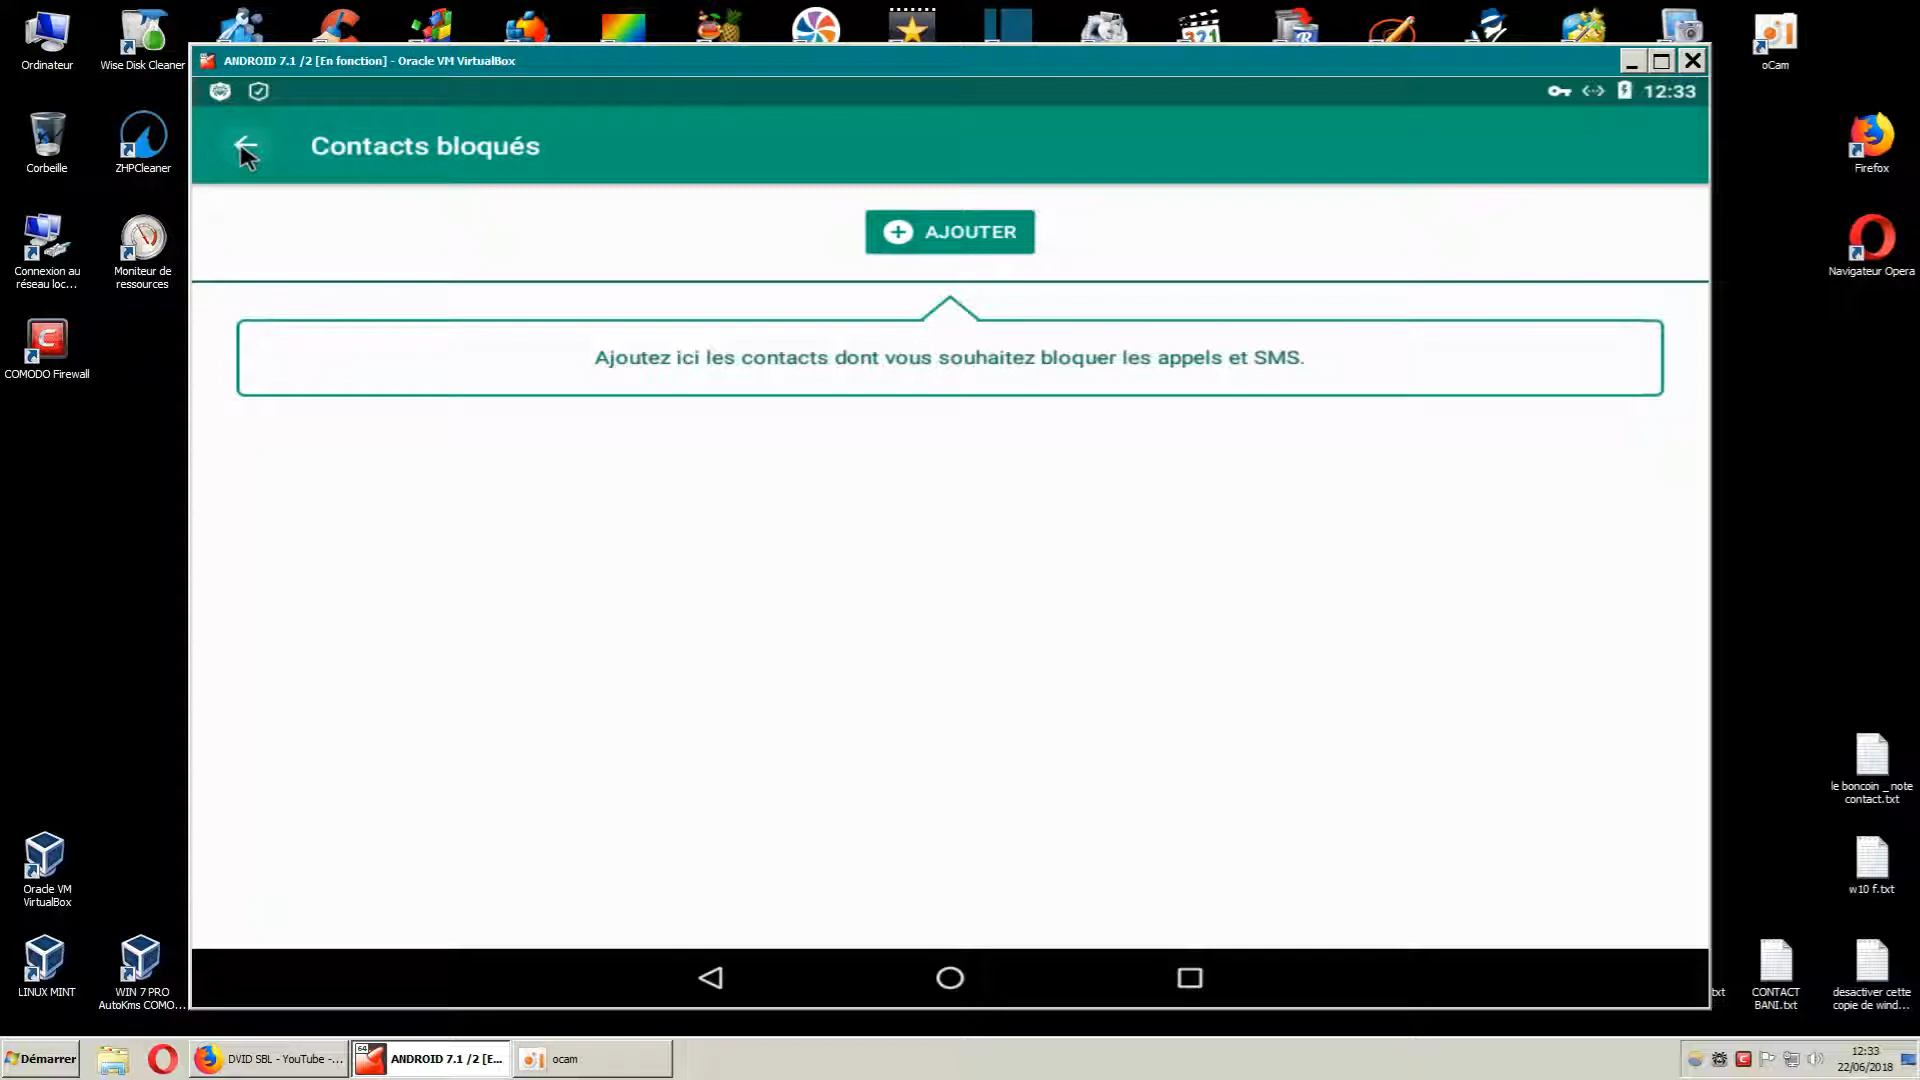 Ordinateur
Wise Disk Cleaner
oCam
ANDROID 7.1 /2 [En fonction] - Oracle VM VirtualBox
12:33
Contacts bloqués
AJOUTER
Ajoutez ici les contacts dont vous souhaitez bloquer les appels et SMS.
Corbeille
ZHPCleaner
Firefox
Connexion au
réseau loc...
Moniteur de
ressources
Navigateur Opera
COMODO Firewall
321
le boncoin _ note
contact.txt
Oracle VM
VirtualBox
w10 f.txt
LINUX MINT
WIN 7 PRO
AutoKms COMO...
txt
CONTACT
BANI.txt
desactiver cette
copie de wind...
Démarrer
DVID SBL - YouTube -...
64
ANDROID 7.1 /2 [E...
ocam
12:33
22/06/2018